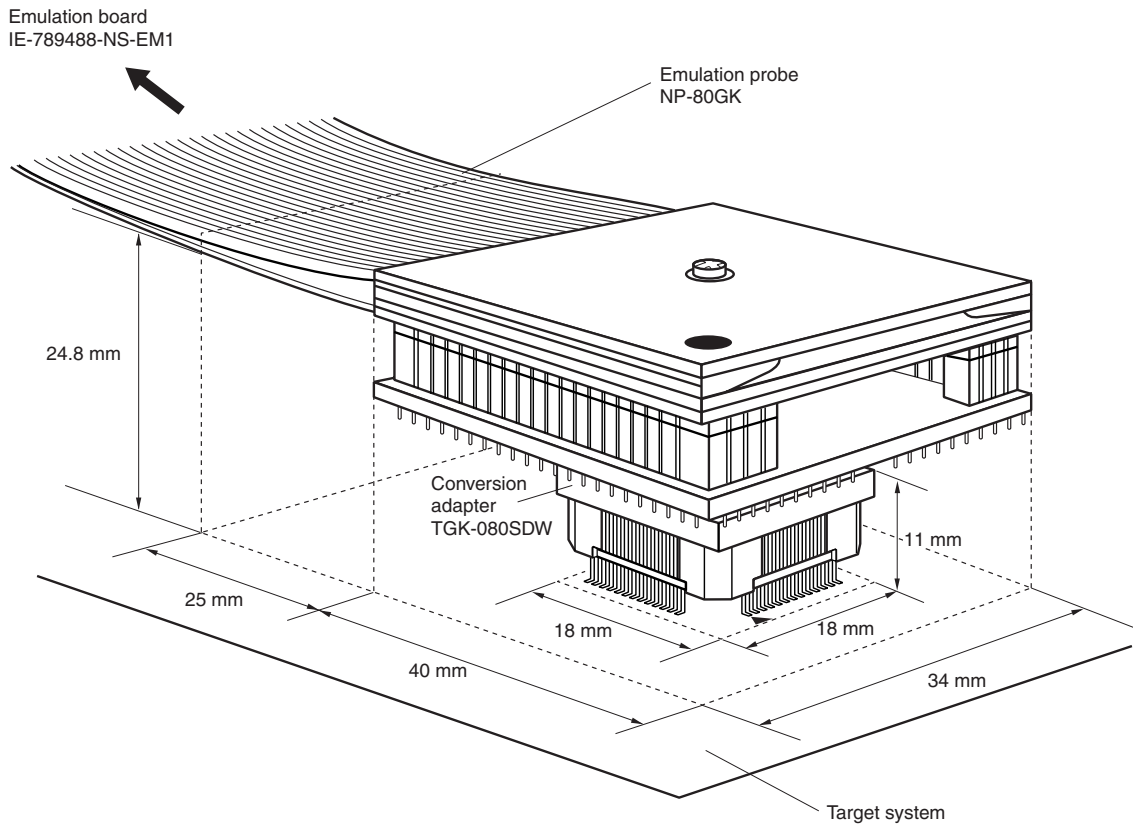 Emulation board
IE-789488-NS-EM1
Emulation probe
NP-80GK
24.8 mm
Conversion
adapter
TGK-080SDW
11 mm
25 mm
18 mm
18 mm
40 mm
34 mm
Target system